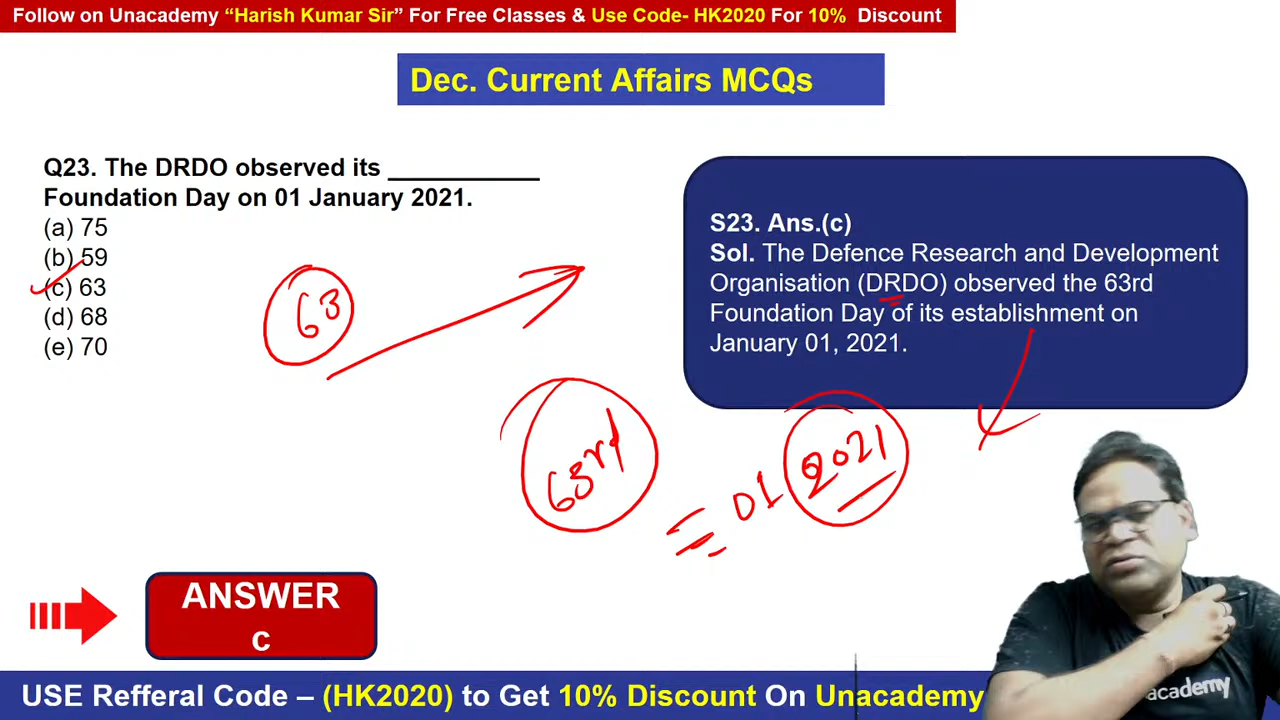 Follow on Unacademy “Harish Kumar Sir” For Free Classes & Use Code- HK2020 For 10% Discount
Dec. Current Affairs MCQs
Q23. The DRDO observed its ___________
Foundation Day on 01 January 2021.
(a) 75
(b) 59
(c) 63
(d) 68
(e) 70
S23. Ans.(c)
Sol. The Defence Research and Development
Organisation (DRDO) observed the 63rd
Foundation Day of its establishment on
January 01, 2021.
63
63rd
01 2021
ANSWER
c
USE Refferal Code – (HK2020) to Get 10% Discount On Unacademy
unacademy